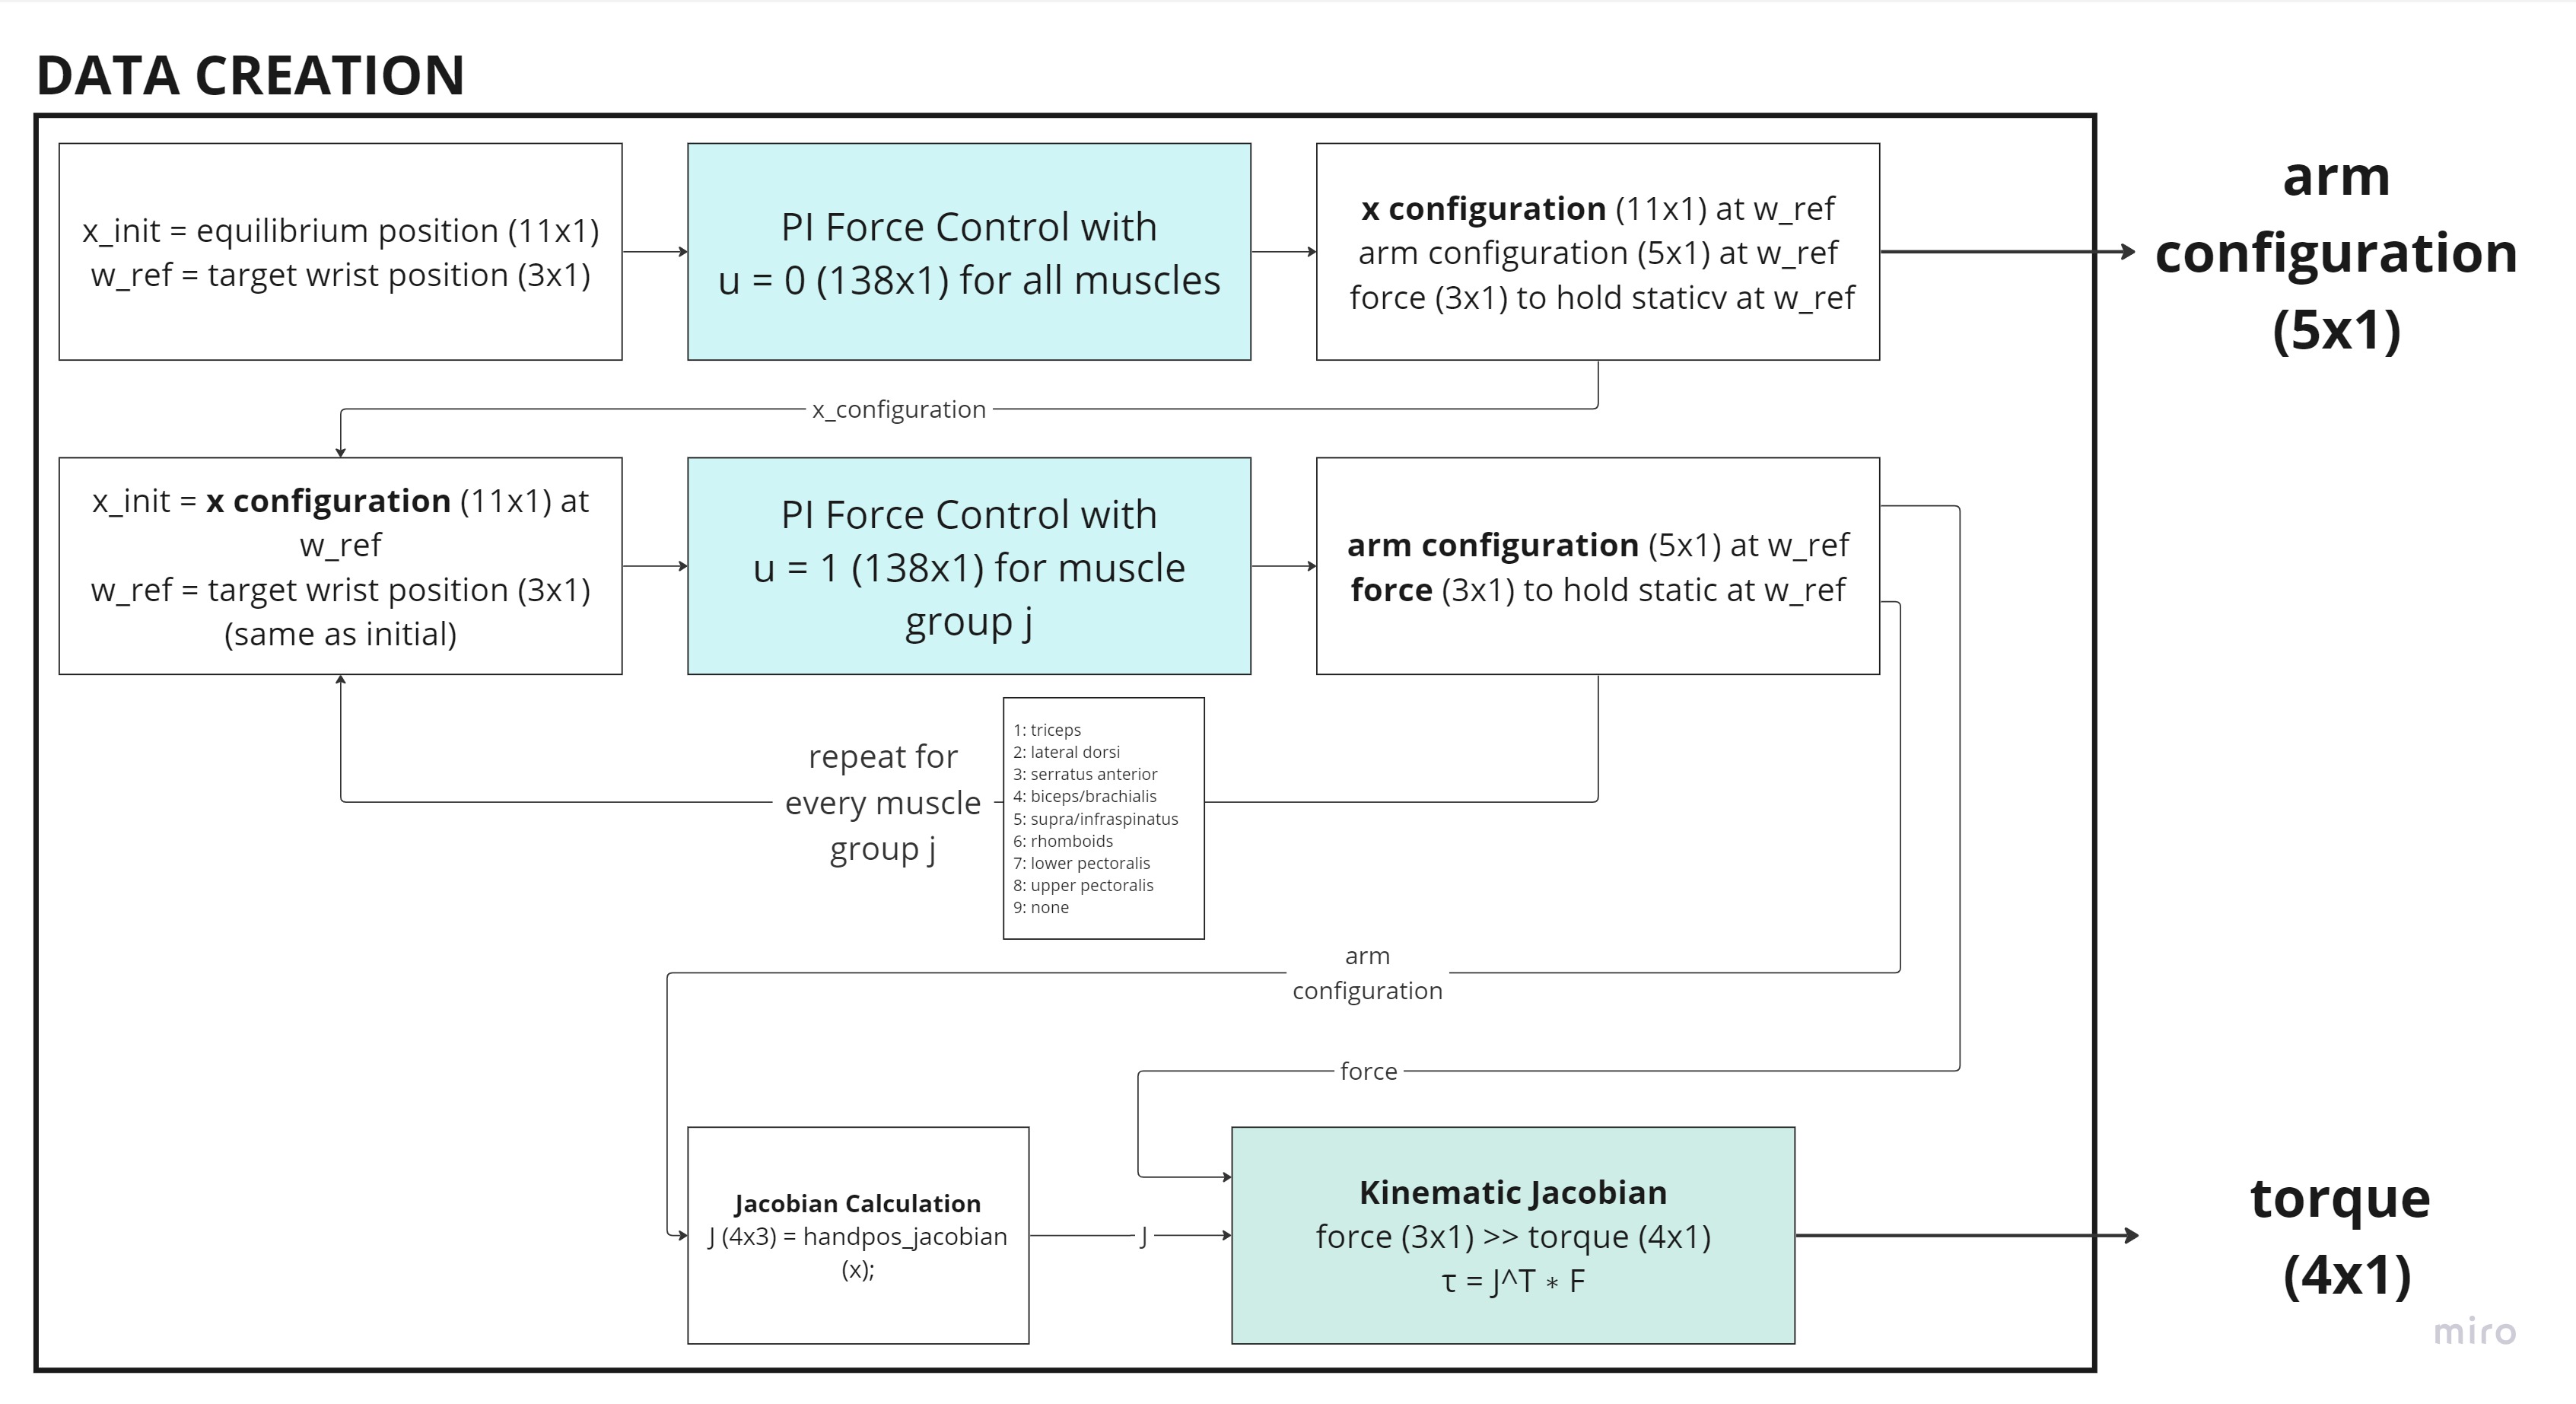 DATA CREATION
x_init = equilibrium position (11x1)
w_ref = target wrist position (3x1)
PI Force Control with
u = 0 (138x1) for all muscles
x configuration (11x1) at w_ref
arm configuration (5x1) at w_ref
force (3x1) to hold staticv at w_ref
arm
configuration
(5x1)
x_configuration
x_init = x configuration (11x1) at
w_ref
w_ref = target wrist position (3x1)
(same as initial)
PI Force Control with
u = 1 (138x1) for muscle
group j
arm configuration (5x1) at w_ref
force (3x1) to hold static at w_ref
repeat for
every muscle
group j
1: triceps
2: lateral dorsi
3: serratus anterior
4: biceps/brachialis
5: supra/infraspinatus
6: rhomboids
7: lower pectoralis
8: upper pectoralis
9: none
arm
configuration
force
Jacobian Calculation
J (4x3) = handpos_jacobian
(x);
J
Kinematic Jacobian
force (3x1) >> torque (4x1)
τ = J^T ∗ F
torque
(4x1)
miro